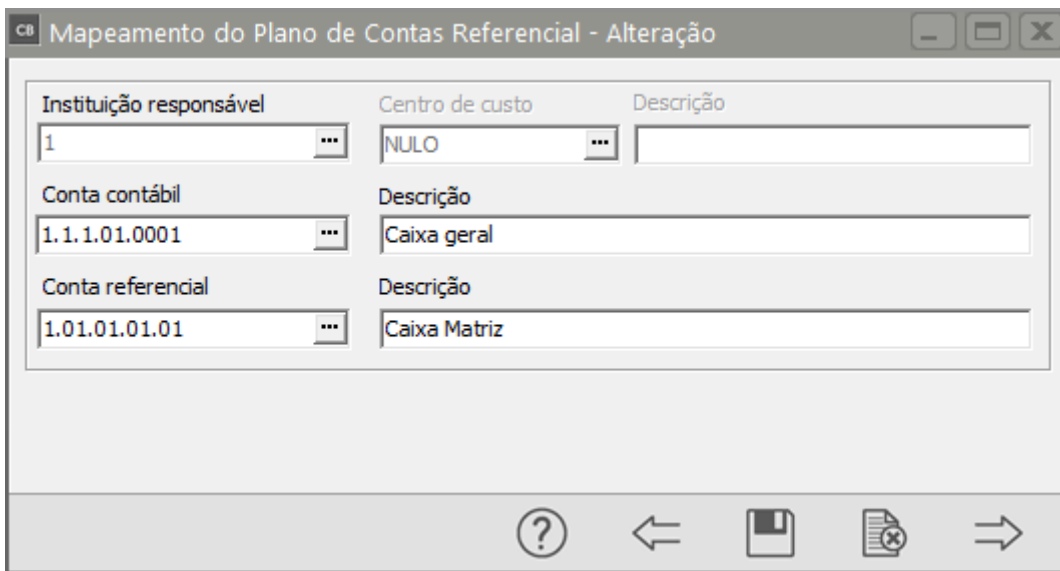 CB Mapeamento do Plano de Contas Referencial - Alteração
Instituição responsável Centro de custo Descrição
1 ... NULO ...
Conta contábil Descrição
1.1.1.01.0001 ... Caixa geral
Conta referencial Descrição
1.01.01.01.01 ... Caixa Matriz
?